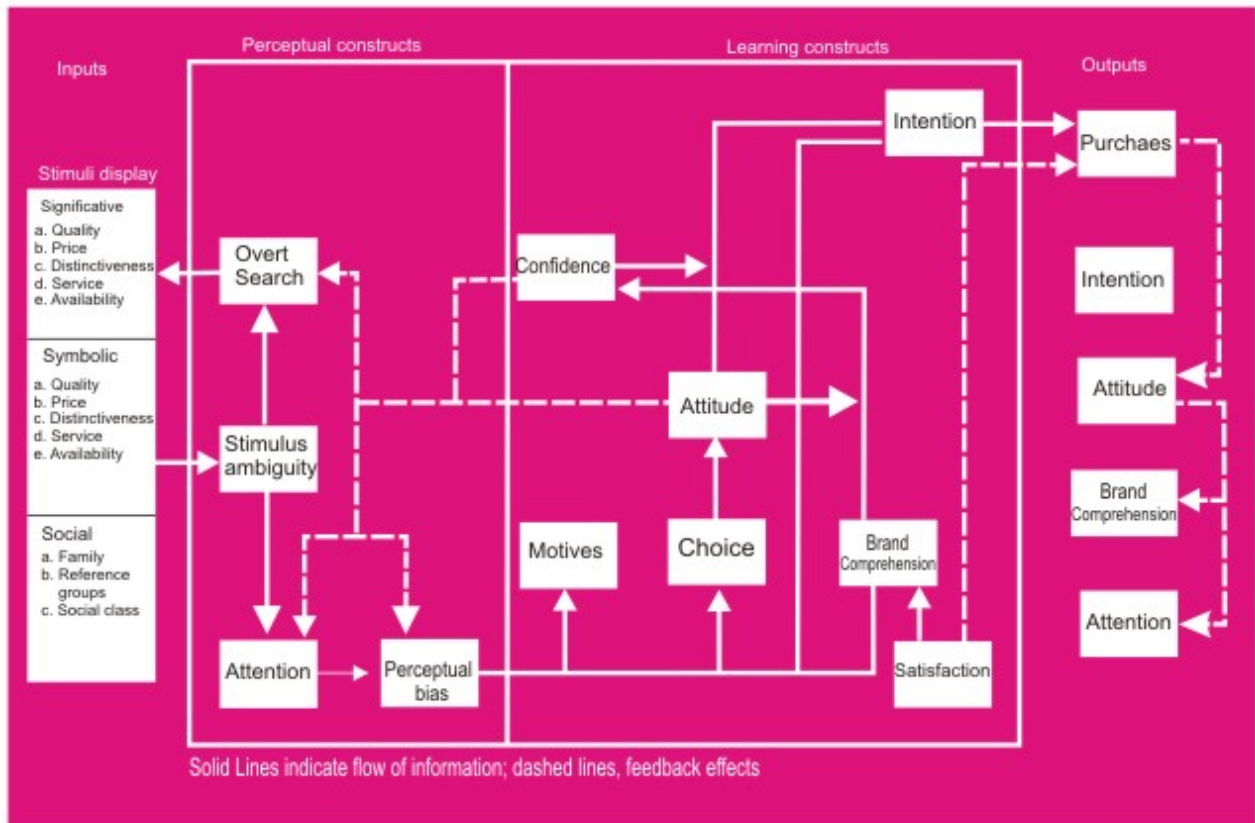 Perceptual constructs
Learning constructs
Inputs
Outputs
Stimuli display
Significative
a. Quality
b. Price
c. Distinctiveness
d. Service
e. Availability
Symbolic
a. Quality
b. Price
c. Distinctiveness
d. Service
e. Availability
Social
a. Family
b. Reference
groups
c. Social class
Overt
Search
Stimulus
ambiguity
Attention
Perceptual
bias
Confidence
Motives
Attitude
Choice
Intention
Brand
Comprehension
Satisfaction
Purchaes
Intention
Attitude
Brand
Comprehension
Attention
Solid Lines indicate flow of information; dashed lines, feedback effects